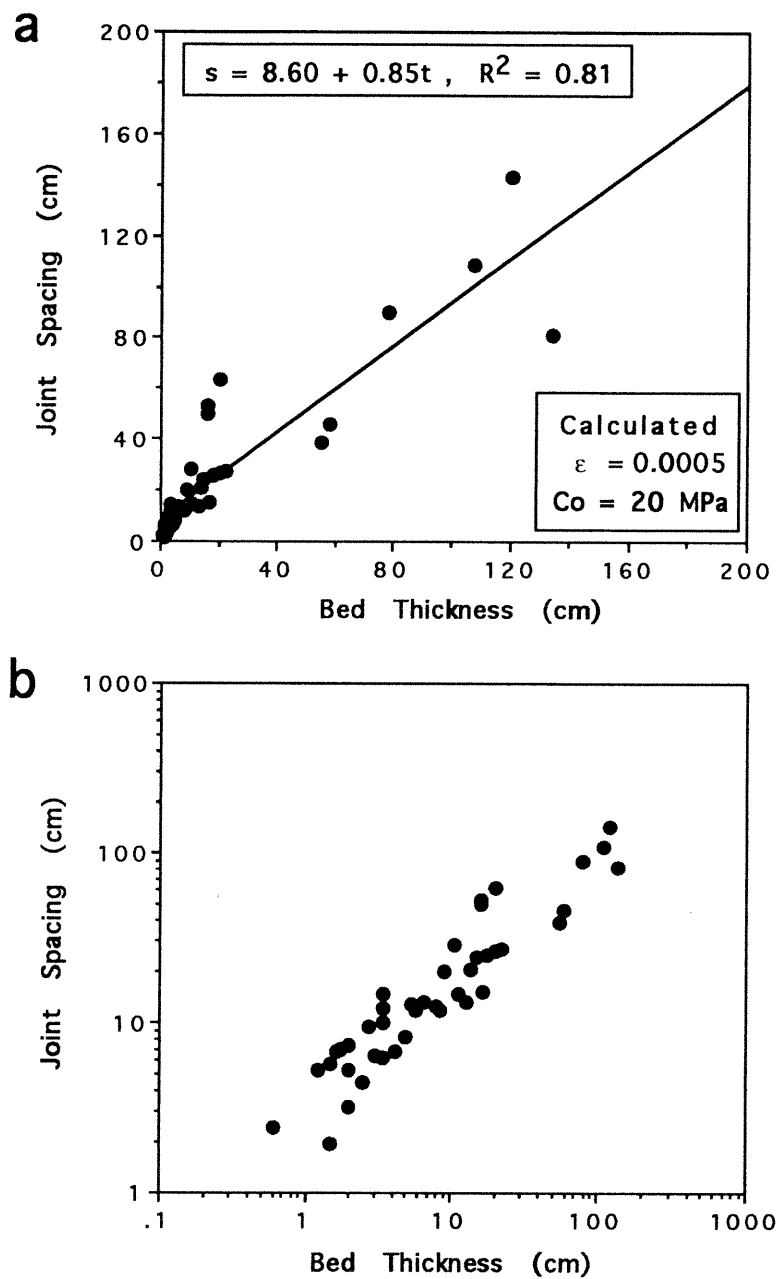 a
200
160
120
80
40
0
Joint Spacing (cm)
s = 8.60 + 0.85t , R² = 0.81
Calculated
ε = 0.0005
Co = 20 MPa
0 40 80 120 160 200
Bed Thickness (cm)
b
1000
100
10
1
Joint Spacing (cm)
.1 1 10 100 1000
Bed Thickness (cm)